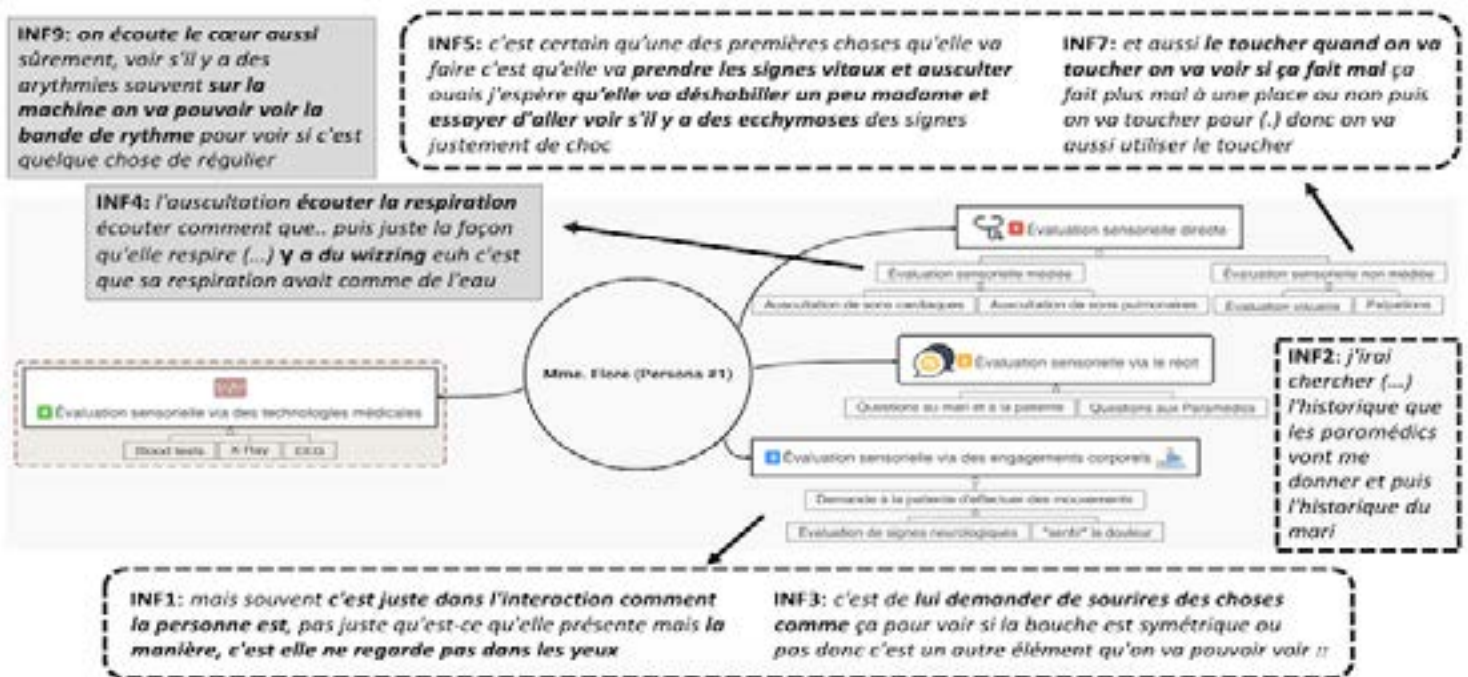 INF9: on écoute le cœur aussi
sûrement, voir s'il y a des
arythmies souvent sur la
machine on va pouvoir voir la
bande de rythme pour voir si c'est
quelque chose de régulier
INF5: c'est certain qu'une des premières choses qu'elle va
faire c'est qu'elle va prendre les signes vitaux et ausculter
ouais j'espère qu'elle va déshabiller un peu madame et
essayer d'aller voir s'il y a des ecchymoses des signes
justement de choc
INF7: et aussi le toucher quand on va
toucher on va voir si ça fait mal ça
fait plus mal à une place ou non puis
on va toucher pour (.) donc on va
aussi utiliser le toucher
INF4: l'auscultation écouter la respiration
écouter comment que.. puis juste la façon
qu'elle respire (...) y a du wizzing euh c'est
que sa respiration avait comme de l'eau
Évaluation sensorielle directe
Évaluation sensorielle médiée
Évaluation sensorielle non médiée
Auscultation de sons cardiaques
Auscultation de sons pulmonaires
Évaluation visuelle
Palpations
Mme. Flore (Persona #1)
Évaluation sensorielle via le récit
Questions au mari et à la patiente
Questions aux Paramédics
Évaluation sensorielle via des technologies médicales
Blood tests
X-Ray
Évaluation sensorielle via des engagements corporels
Demande à la patiente d'effectuer des mouvements
Évaluation de signes neurologiques
"sentir" la douleur
INF2: j'irai
chercher (...)
l'historique que
les paramédics
vont me
donner et puis
l'historique du
mari
INF1: mais souvent c'est juste dans l'interaction comment
la personne est, pas juste qu'est-ce qu'elle présente mais la
manière, c'est elle ne regarde pas dans les yeux
INF3: c'est de lui demander de sourires des choses
comme ça pour voir si la bouche est symétrique ou
pas donc c'est un autre élément qu'on va pouvoir voir